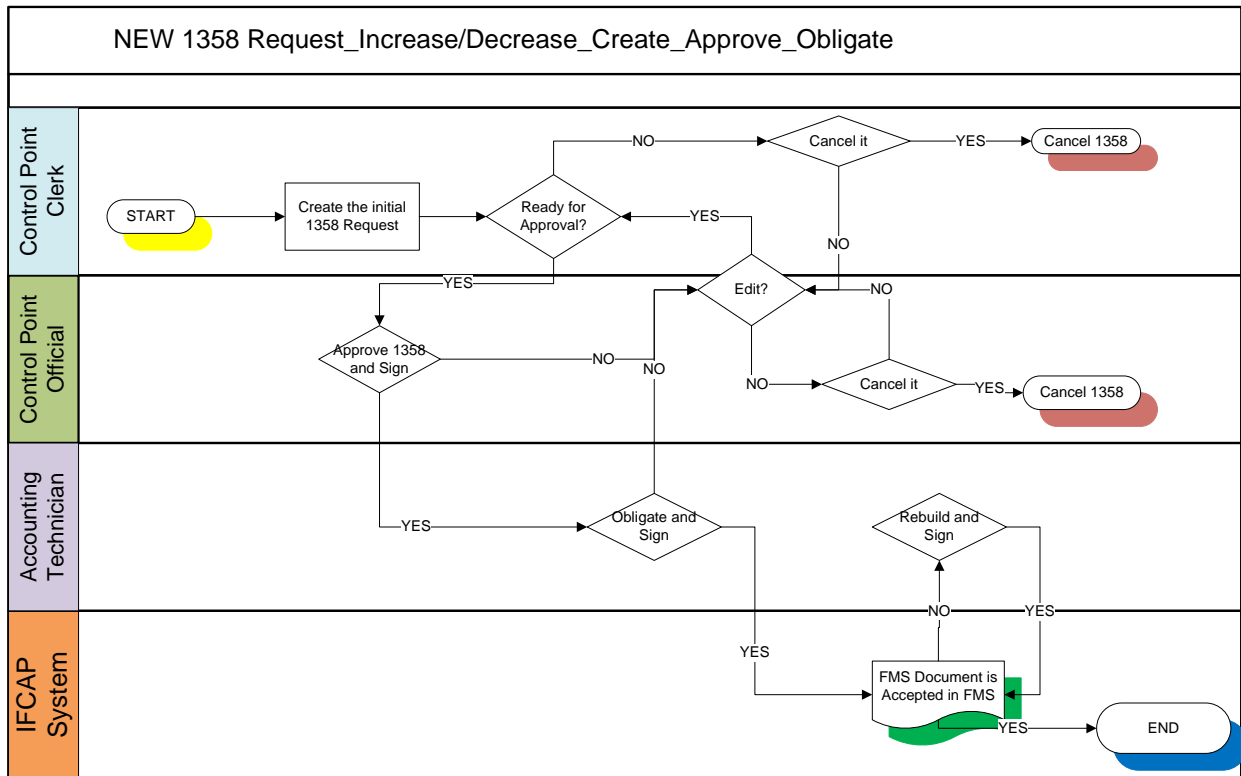 NEW 1358 Request_Increase/Decrease_Create_Approve_Obligate
Control Point
Clerk
START
Create the initial
1358 Request
Ready for
Approval?
NO
Cancel it
YES
Cancel 1358
YES
NO
YES
Control Point
Official
Approve 1358
and Sign
NO
NO
Edit?
NO
NO
Cancel it
YES
Cancel 1358
Accounting
Technician
YES
Obligate and
Sign
Rebuild and
Sign
NO
YES
IFCAP
System
YES
FMS Document is
Accepted in FMS
YES
END